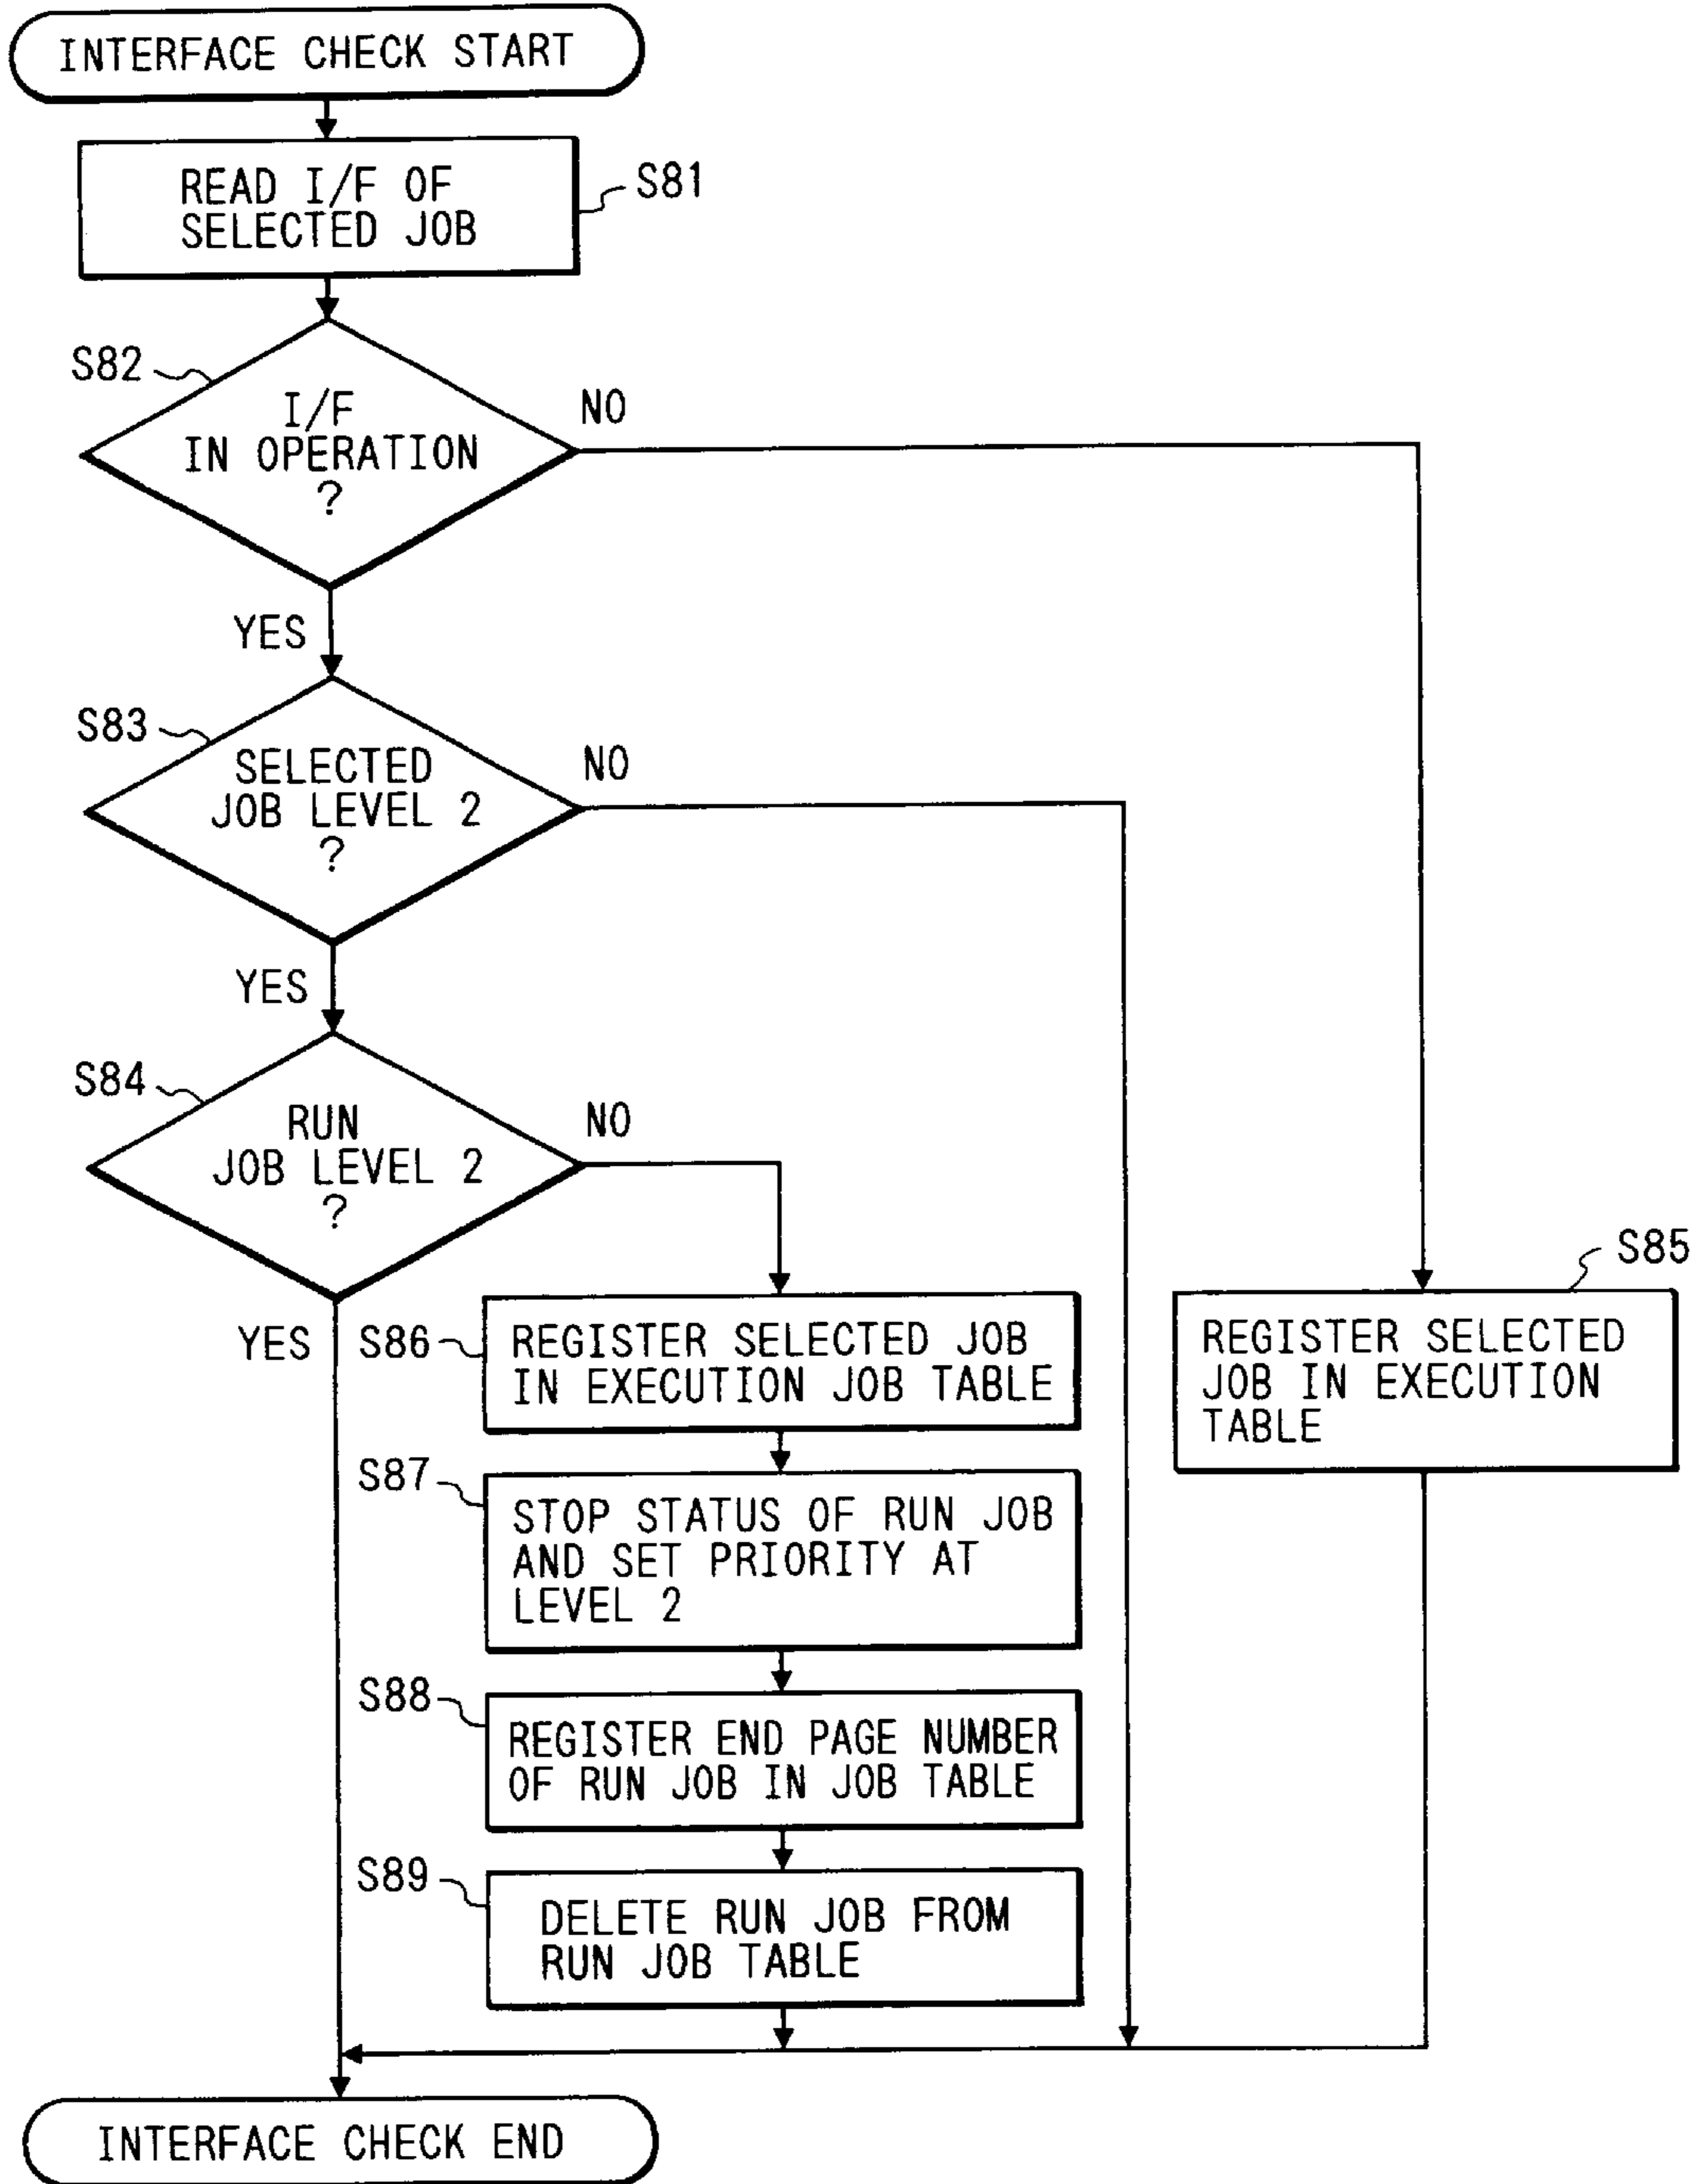 INTERFACE CHECK START
READ I/F OF
SELECTED JOB
S81
S82
I/F
IN OPERATION
?
NO
YES
S83
SELECTED
JOB LEVEL 2
?
NO
YES
S84
RUN
JOB LEVEL 2
?
NO
YES
S85
REGISTER SELECTED
JOB IN EXECUTION
TABLE
S86
REGISTER SELECTED JOB
IN EXECUTION JOB TABLE
S87
STOP STATUS OF RUN JOB
AND SET PRIORITY AT
LEVEL 2
S88
REGISTER END PAGE NUMBER
OF RUN JOB IN JOB TABLE
S89
DELETE RUN JOB FROM
RUN JOB TABLE
INTERFACE CHECK END